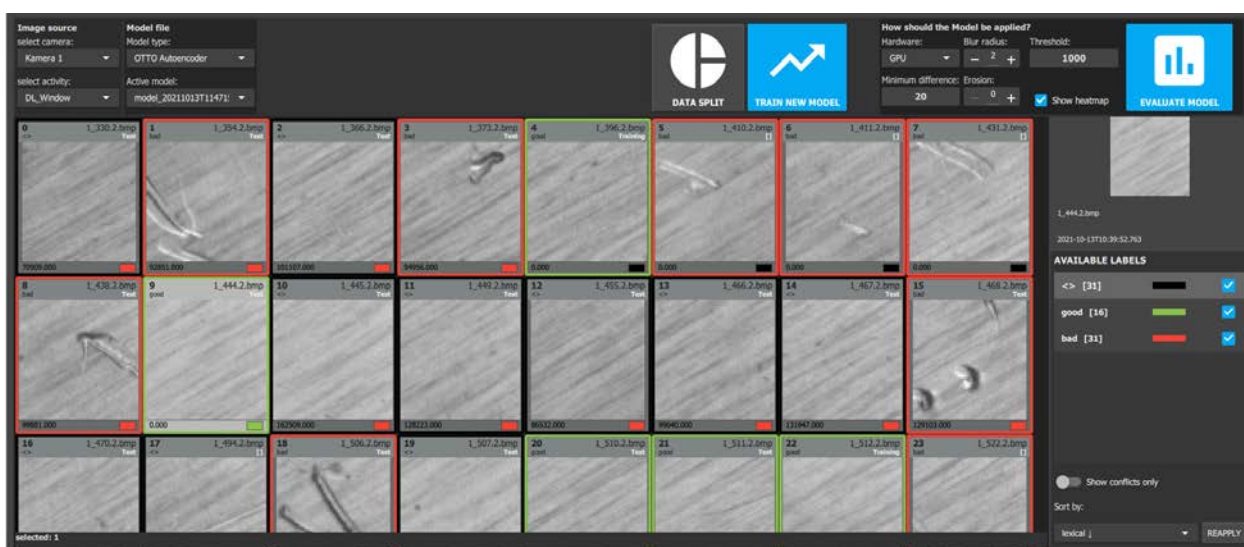 Image source
Model file
How should the Model be applied?
select camera:
Model type:
Hardware:
Blur radius:
Threshold:
Kamera 1
OTTO Autoencoder
GPU
2
1000
select activity:
Active model:
Minimum difference:
Erosion:
DL_Window
model_20211013T11471
DATA SPLIT
TRAIN NEW MODEL
20
0
Show heatmap
EVALUATE MODEL
0 1_330.2.bmp
<> Test
1 1_354.2.bmp
bad Test
2 1_366.2.bmp
<> Test
3 1_373.2.bmp
bad Test
4 1_396.2.bmp
good Training
5 1_410.2.bmp
bad []
6 1_411.2.bmp
bad []
7 1_431.2.bmp
bad []
70909.000
92851.000
101107.000
94956.000
0.000
0.000
0.000
0.000
1_444.2.bmp
2021-10-13T10:39:52.763
AVAILABLE LABELS
<> [31]
good [16]
bad [31]
8 1_438.2.bmp
bad Test
9 1_444.2.bmp
good Test
10 1_445.2.bmp
<> Test
11 1_449.2.bmp
<> Test
12 1_455.2.bmp
<> Test
13 1_466.2.bmp
<> Test
14 1_467.2.bmp
<> Test
15 1_468.2.bmp
bad Test
99881.000
0.000
162509.000
128223.000
86532.000
99640.000
131947.000
129103.000
16 1_470.2.bmp
<> Test
17 1_494.2.bmp
<> []
18 1_506.2.bmp
bad Test
19 1_507.2.bmp
<> Test
20 1_510.2.bmp
good Test
21 1_511.2.bmp
good Test
22 1_512.2.bmp
good Training
23 1_522.2.bmp
bad Test
Show conflicts only
Sort by:
lexical ↓
REAPPLY
selected: 1